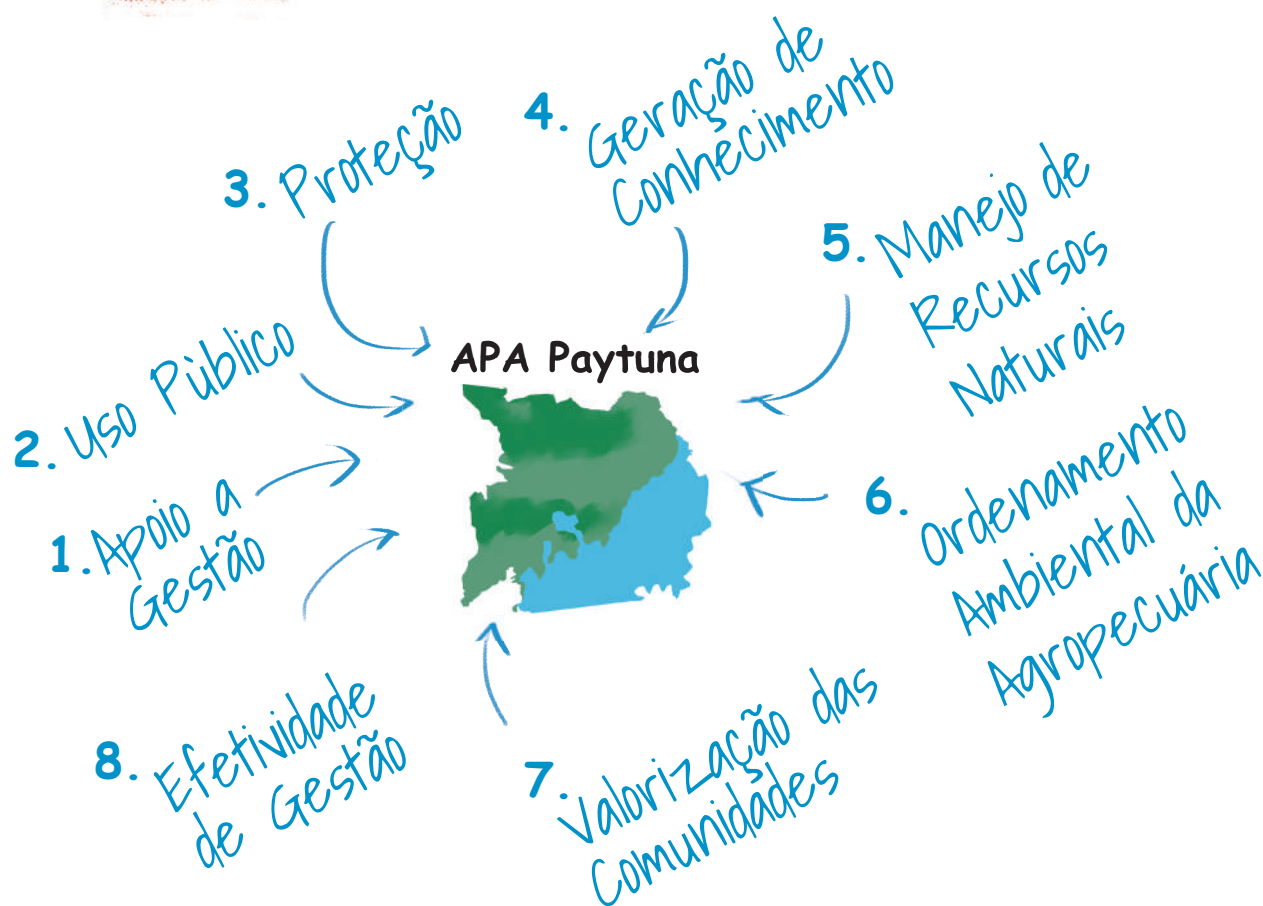 4. Geração de
Conhecimento
3. Proteção
5. Manejo de
Recursos
Naturais
APA Paytuna
2. Uso Pùblico
1. Apoio a
Gestão
6. Ordenamento
Ambiental da
Agropecuária
8. Efetividade
de Gestão
7. Valorização das
Comunidades